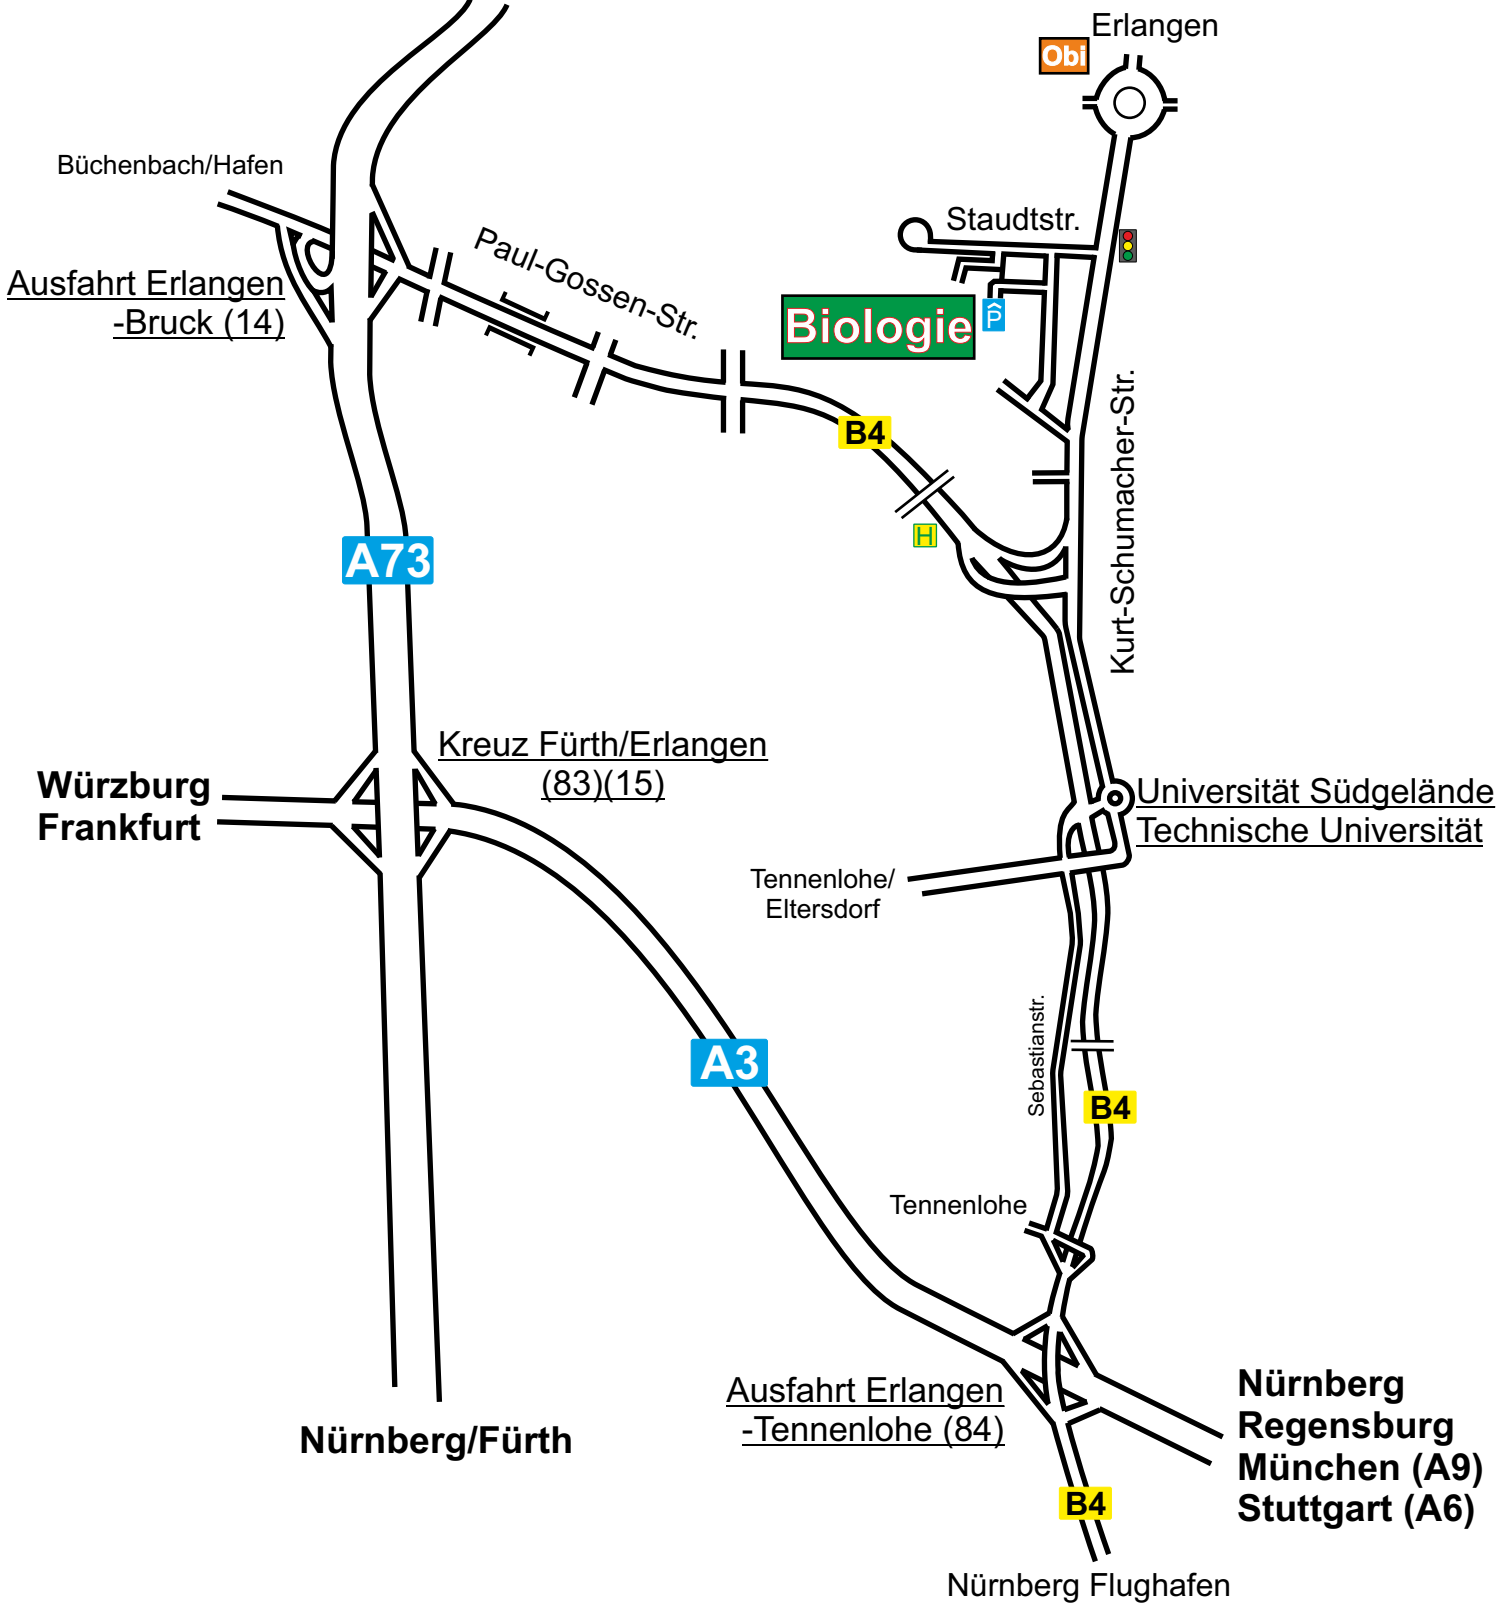 Erlangen
Obi
Büchenbach/Hafen
Staudtstr.
Paul-Gossen-Str.
Ausfahrt Erlangen
-Bruck (14)
Biologie
P
B4
Kurt-Schumacher-Str.
H
A73
Kreuz Fürth/Erlangen
(83)(15)
Würzburg
Frankfurt
Universität Südgelände
Technische Universität
Tennenlohe/
Eltersdorf
Sebastianstr.
A3
B4
Tennenlohe
Ausfahrt Erlangen
-Tennenlohe (84)
Nürnberg
Regensburg
München (A9)
Stuttgart (A6)
Nürnberg/Fürth
B4
Nürnberg Flughafen